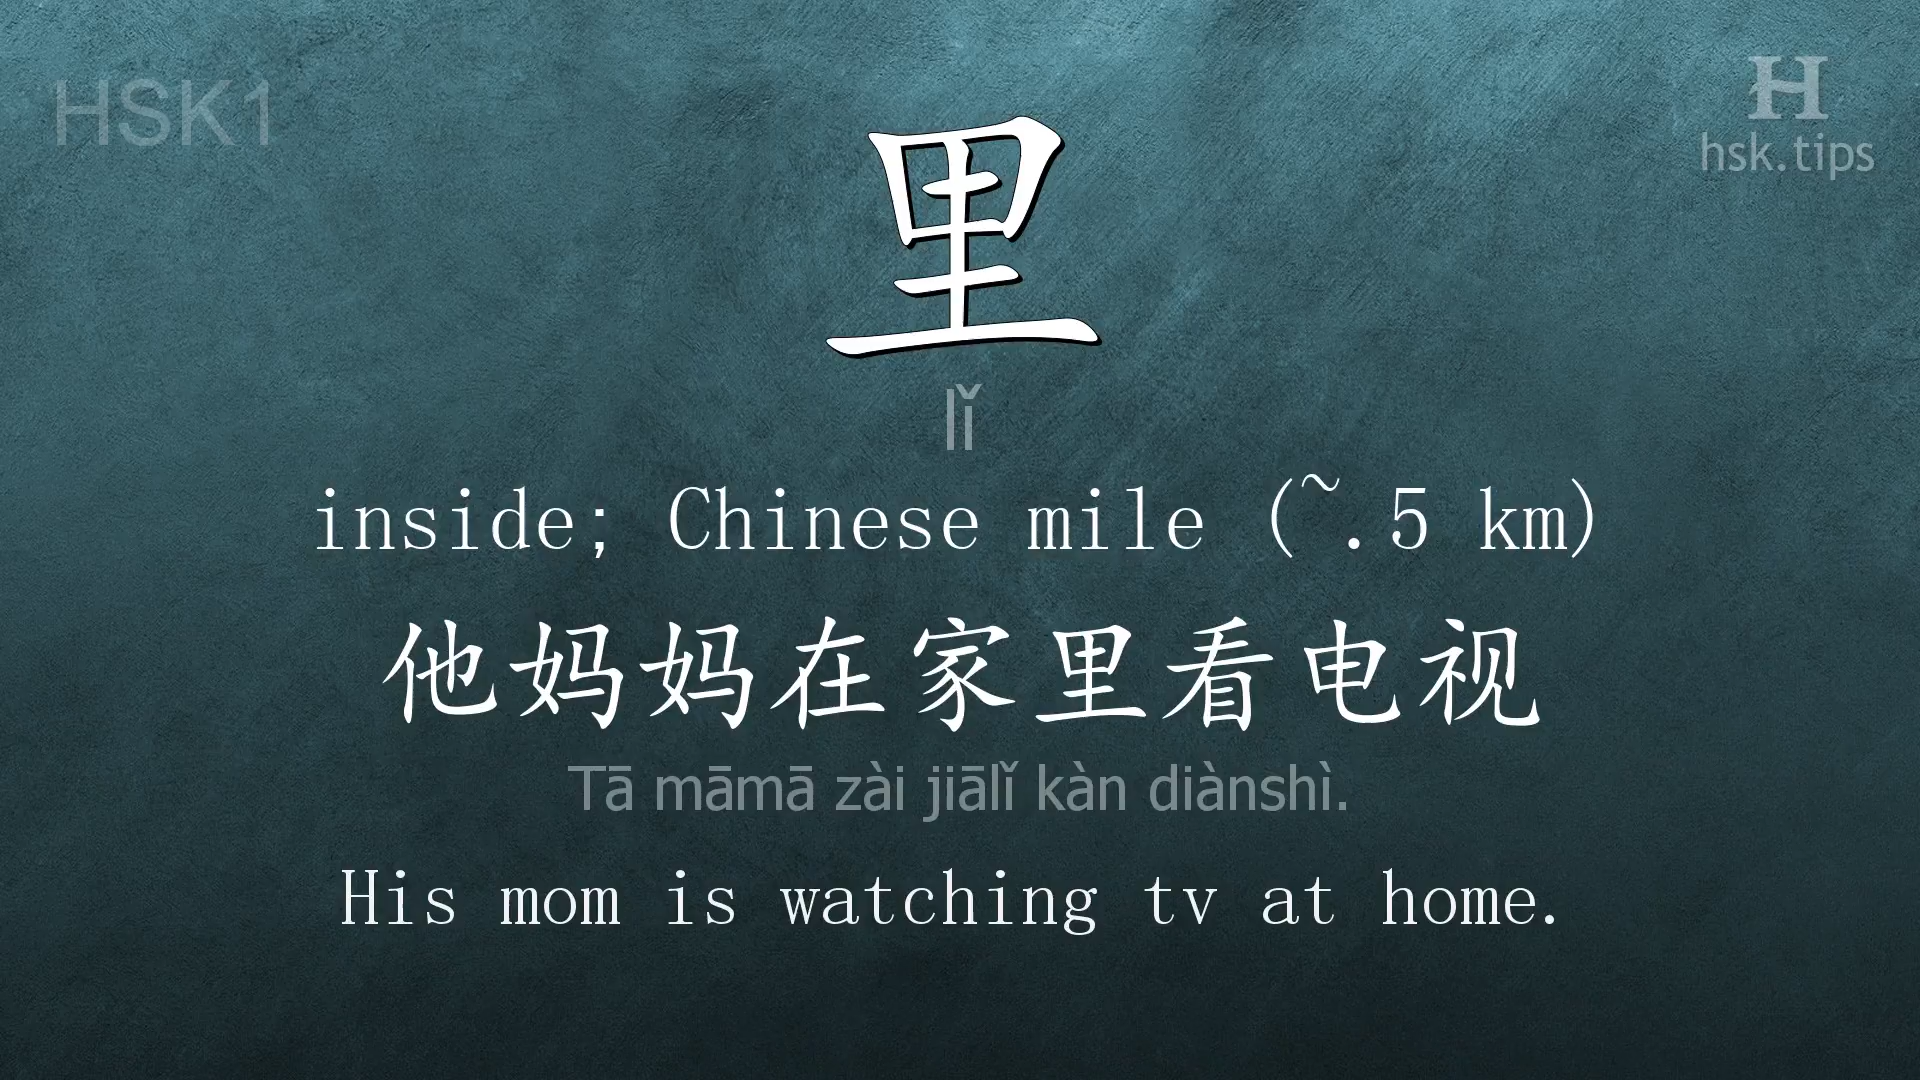 HSK1
H
hsk.tips
里
lǐ
inside; Chinese mile (~.5 km)
他妈妈在家里看电视
Tā māmā zài jiālǐ kàn diànshì.
His mom is watching tv at home.